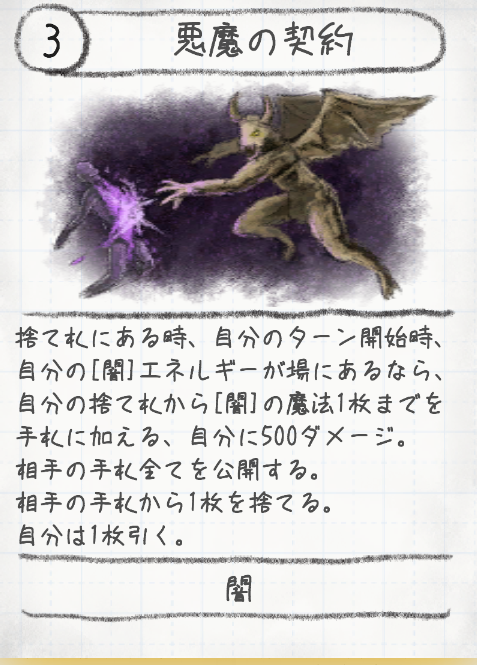 3
悪魔の契約
捨て札にある時、自分のターン開始時、
自分の[闇]エネルギーが場にあるなら、
自分の捨て札から[闇]の魔法1枚までを
手札に加える、自分に500ダメージ。
相手の手札全てを公開する。
相手の手札から1枚を捨てる。
自分は1枚引く。
闇